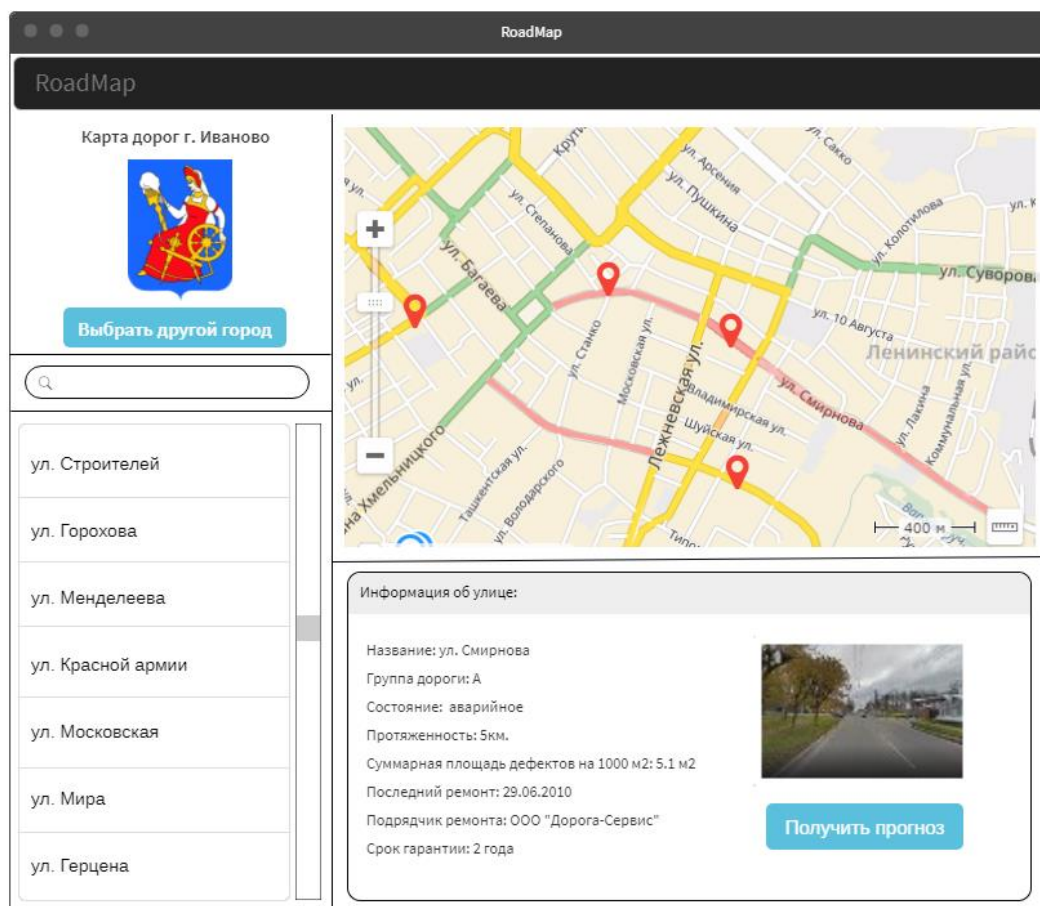 RoadMap
RoadMap
Карта дорог г. Иваново
Выбрать другой город
ул. Строителей
ул. Горохова
ул. Менделеева
ул. Красной армии
ул. Московская
ул. Мира
ул. Герцена
ул. Сакко
ул. Арсения
ул. Пушкина
ул. Колотилова
ул. Степанова
ул. Багаева
ул. Суворов
ул. 10 Августа
Ленинский райо
ул. Станко
Московская ул.
Лежневская ул.
ул. Смирнова
Владимирская ул.
Шуйская ул.
ул. Лакина
Коммунальная ул.
на Хмельницкого
Ташкентская ул.
ул. Володарского
400 м
Информация об улице:
Название: ул. Смирнова
Группа дороги: А
Состояние: аварийное
Протяженность: 5км.
Суммарная площадь дефектов на 1000 м2: 5.1 м2
Последний ремонт: 29.06.2010
Подрядчик ремонта: ООО "Дорога-Сервис"
Срок гарантии: 2 года
Получить прогноз